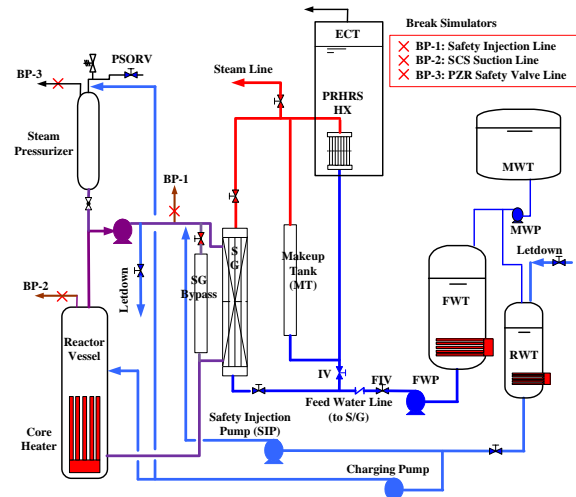 ECT
Break Simulators
BP-1: Safety Injection Line
BP-2: SCS Suction Line
BP-3: PZR Safety Valve Line
PSORV
BP-3
Steam Line
PRHRS
HX
Steam
Pressurizer
MWT
BP-1
MWP
Letdown
Letdown
S
G
SG
Bypass
Makeup
Tank
(MT)
FWT
RWT
BP-2
Reactor
Vessel
IV
FIV
FWP
Feed Water Line
(to S/G)
Safety Injection
Pump (SIP)
Core
Heater
Charging Pump